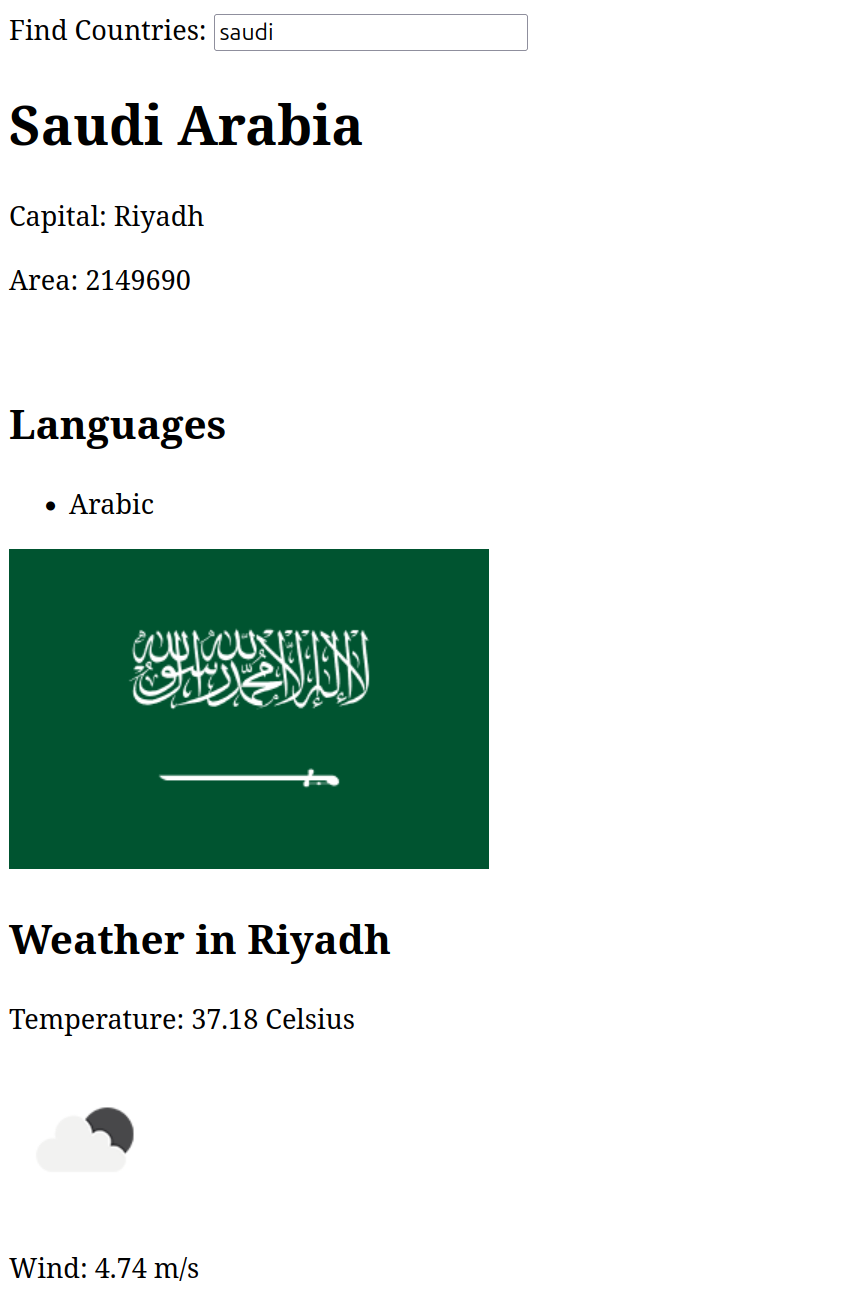 Find Countries: saudi
Saudi Arabia
Capital: Riyadh
Area: 2149690
Languages
• Arabic
لا إله إلا الله محمد رسول الله
Weather in Riyadh
Temperature: 37.18 Celsius
Wind: 4.74 m/s